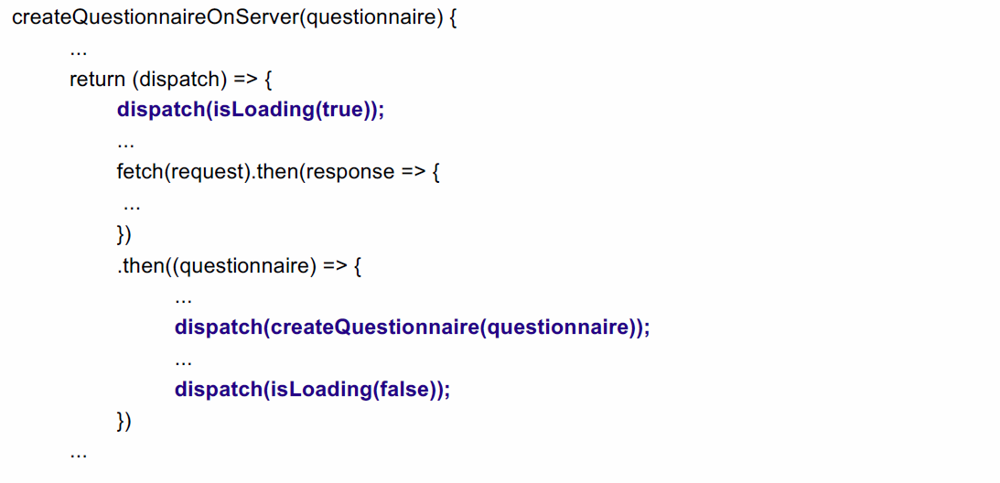 createQuestionnaireOnServer(questionnaire) {
...
return (dispatch) => {
dispatch(isLoading(true));
...
fetch(request).then(response => {
...
})
.then((questionnaire) => {
...
dispatch(createQuestionnaire(questionnaire));
...
dispatch(isLoading(false));
})
...